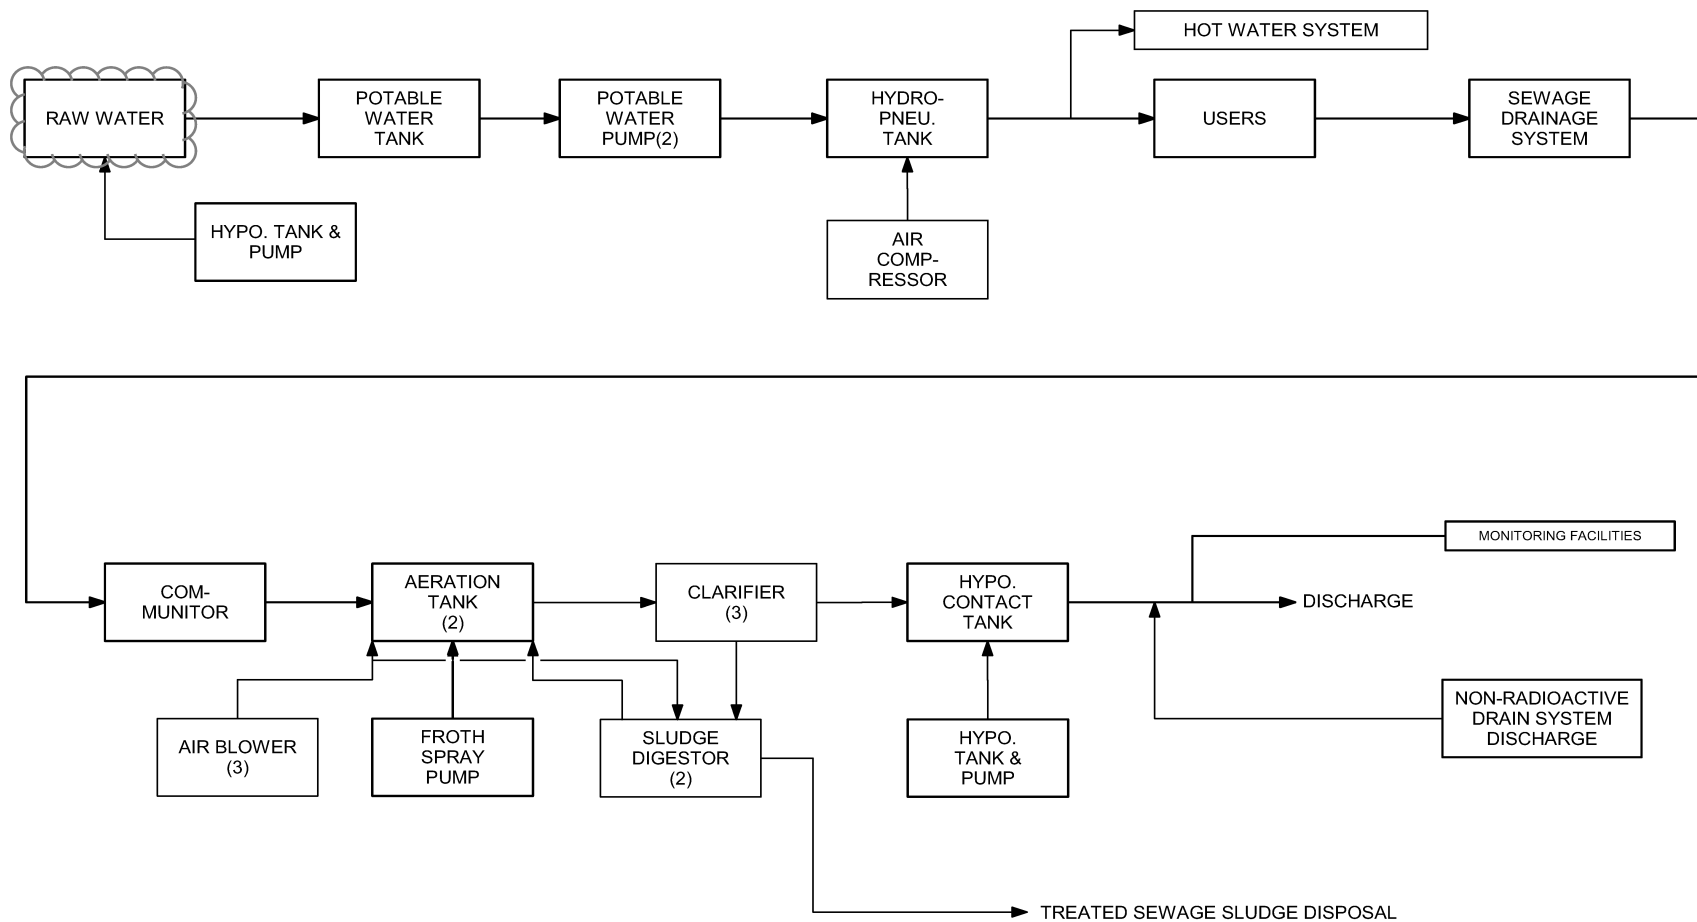 HOT WATER SYSTEM
RAW WATER
POTABLE
WATER
TANK
POTABLE
WATER
PUMP(2)
HYDRO-
PNEU.
TANK
USERS
SEWAGE
DRAINAGE
SYSTEM
HYPO. TANK &
PUMP
AIR
COMP-
RESSOR
MONITORING FACILITIES
COM-
MUNITOR
AERATION
TANK
(2)
CLARIFIER
(3)
HYPO.
CONTACT
TANK
DISCHARGE
AIR BLOWER
(3)
FROTH
SPRAY
PUMP
SLUDGE
DIGESTOR
(2)
HYPO.
TANK &
PUMP
NON-RADIOACTIVE
DRAIN SYSTEM
DISCHARGE
TREATED SEWAGE SLUDGE DISPOSAL